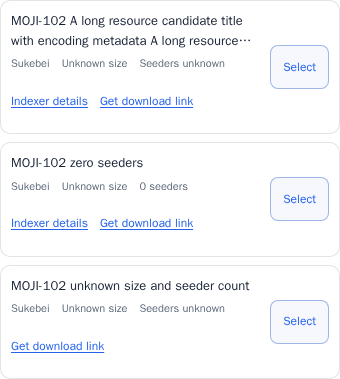 MOJI-102 A long resource candidate title
with encoding metadata A long resource…
Sukebei Unknown size Seeders unknown
Select
Indexer details Get download link
MOJI-102 zero seeders
Sukebei Unknown size 0 seeders
Select
Indexer details Get download link
MOJI-102 unknown size and seeder count
Sukebei Unknown size Seeders unknown
Select
Get download link